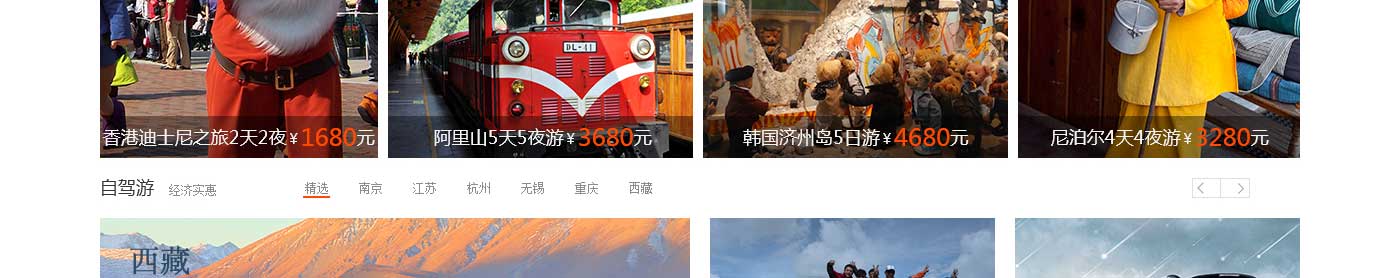 DL-41
香港迪士尼之旅2天2夜¥1680元
阿里山5天5夜游¥3680元
韩国济州岛5日游¥4680元
尼泊尔4天4夜游¥3280元
自驾游 经济实惠 精选 南京 江苏 杭州 无锡 重庆 西藏
西藏